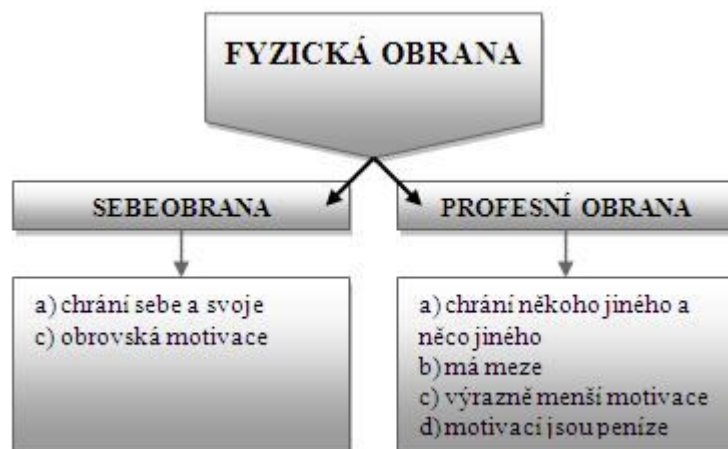 FYZICKÁ OBRANA
SEBEOBRANA
a) chrání sebe a svoje
c) obrovská motivace
PROFESNÍ OBRANA
a) chrání někoho jiného a
něco jiného
b) má meze
c) výrazně menší motivace
d) motivací jsou peníze